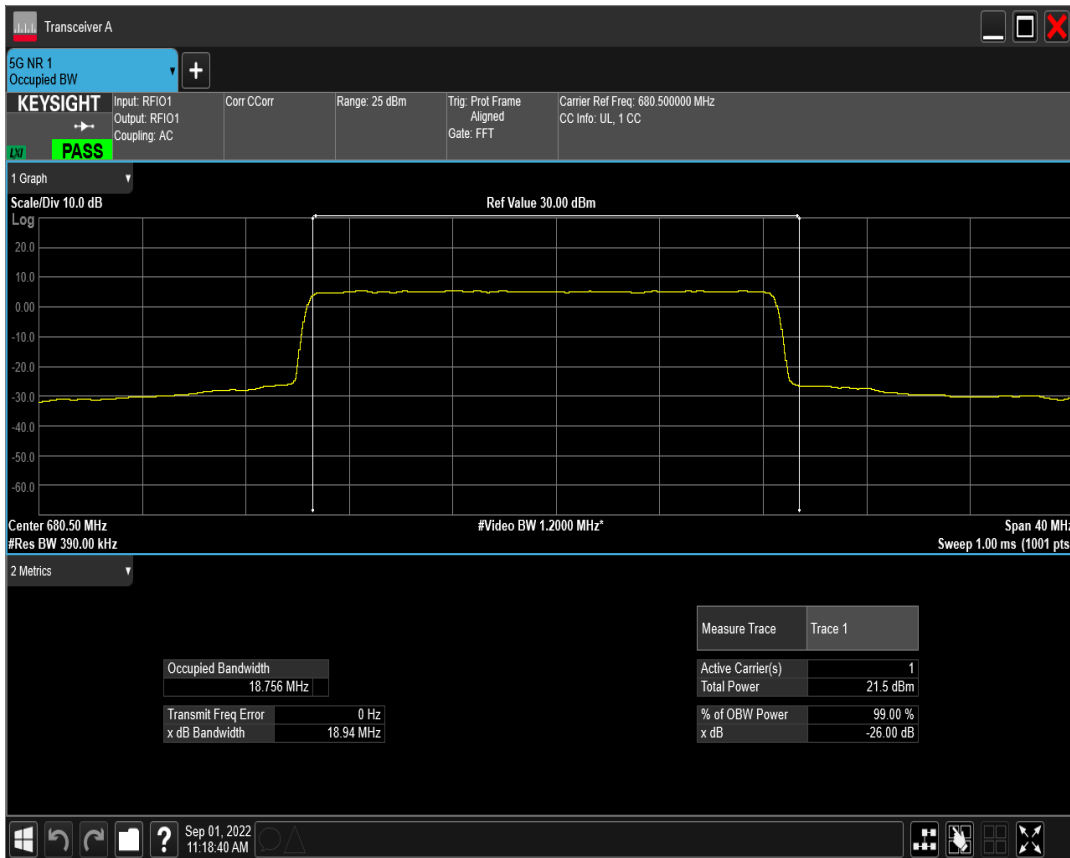 Transceiver A
5G NR 1
Occupied BW
KEYSIGHT
LXI
PASS
Input: RFIO1
Output: RFIO1
Coupling: AC
Corr CCorr
Range: 25 dBm
Trig: Prot Frame
Aligned
Gate: FFT
Carrier Ref Freq: 680.500000 MHz
CC Info: UL, 1 CC
1 Graph
Scale/Div 10.0 dB
Ref Value 30.00 dBm
Log
20.0
10.0
0.00
-10.0
-20.0
-30.0
-40.0
-50.0
-60.0
Center 680.50 MHz
#Video BW 1.2000 MHz*
Span 40 MHz
#Res BW 390.00 kHz
Sweep 1.00 ms (1001 pts
2 Metrics
Measure Trace Trace 1
Occupied Bandwidth
18.756 MHz
Active Carrier(s) 1
Total Power 21.5 dBm
Transmit Freq Error 0 Hz
x dB Bandwidth 18.94 MHz
% of OBW Power 99.00 %
x dB -26.00 dB
?
Sep 01, 2022
11:18:40 AM